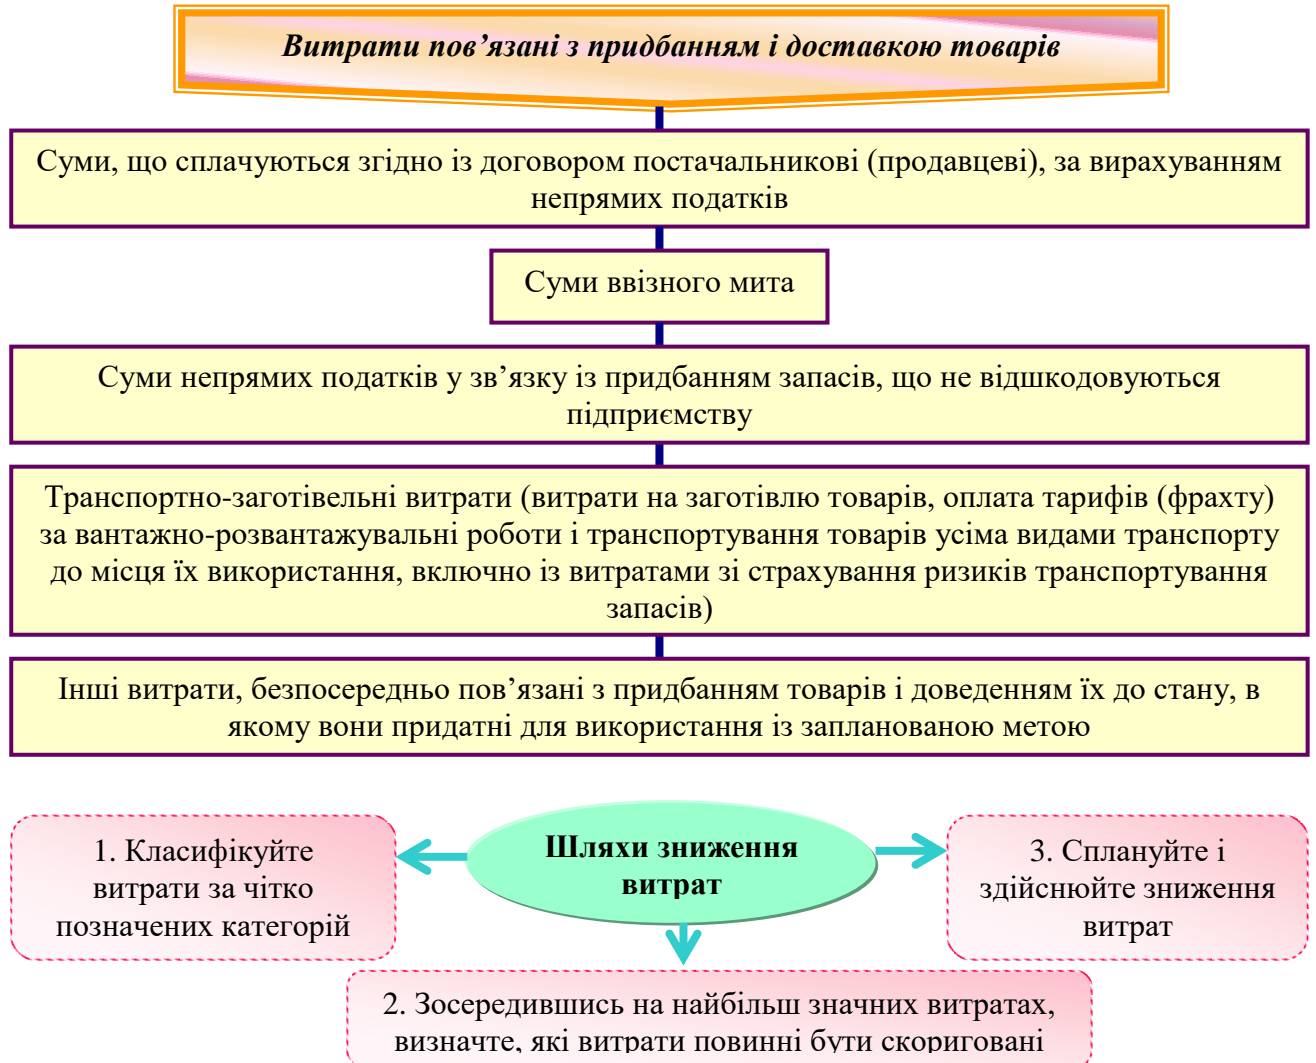 Витрати пов’язані з придбанням і доставкою товарів
Суми, що сплачуються згідно із договором постачальникові (продавцеві), за вирахуванням
непрямих податків
Суми ввізного мита
Суми непрямих податків у зв’язку із придбанням запасів, що не відшкодовуються
підприємству
Транспортно-заготівельні витрати (витрати на заготівлю товарів, оплата тарифів (фрахту)
за вантажно-розвантажувальні роботи і транспортування товарів усіма видами транспорту
до місця їх використання, включно із витратами зі страхування ризиків транспортування
запасів)
Інші витрати, безпосередньо пов’язані з придбанням товарів і доведенням їх до стану, в
якому вони придатні для використання із запланованою метою
Шляхи зниження
витрат
1. Класифікуйте
витрати за чітко
позначених категорій
2. Зосередившись на найбільш значних витратах,
визначте, які витрати повинні бути скориговані
3. Сплануйте і
здійснюйте зниження
витрат